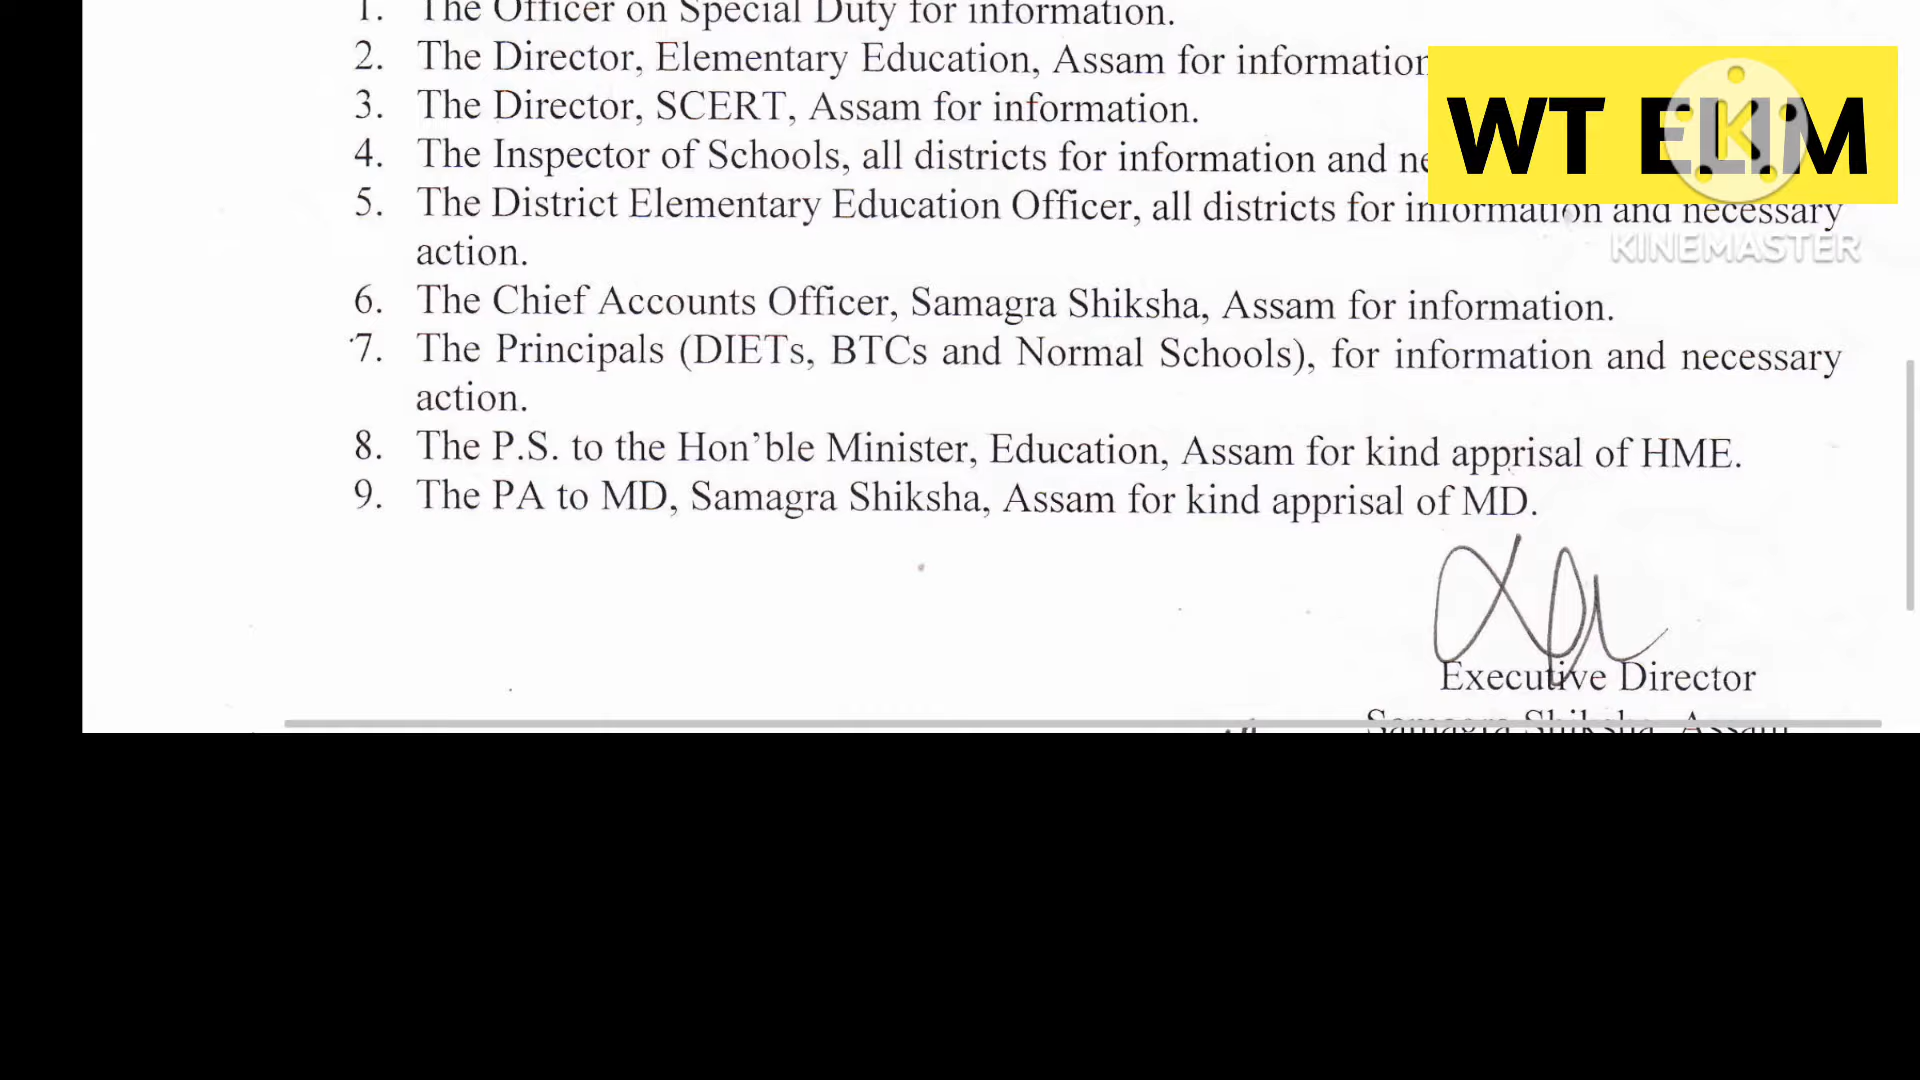 1. The Officer on Special Duty for information.
2. The Director, Elementary Education, Assam for information
3. The Director, SCERT, Assam for information.
4. The Inspector of Schools, all districts for information and
WT ELIM
5. The District Elementary Education Officer, all districts for information and necessary
KINEMASTER
action.
6. The Chief Accounts Officer, Samagra Shiksha, Assam for information.
7. The Principals (DIETs, BTCs and Normal Schools), for information and necessary
action.
8. The P.S. to the Hon’ble Minister, Education, Assam for kind apprisal of HME.
9. The PA to MD, Samagra Shiksha, Assam for kind apprisal of MD.
Executive Director
Samagra Shiksha, Assam